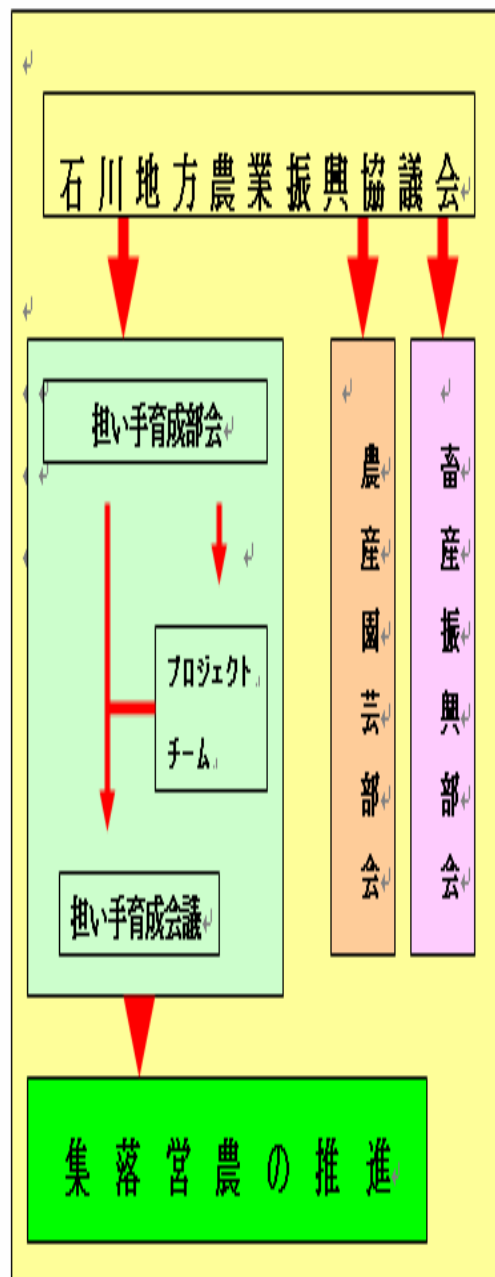 石川地方農業振興協議会
担い手育成部会
プロジェクト
チーム
担い手育成会議
農産園芸部会
畜産振興部会
集落営農の推進